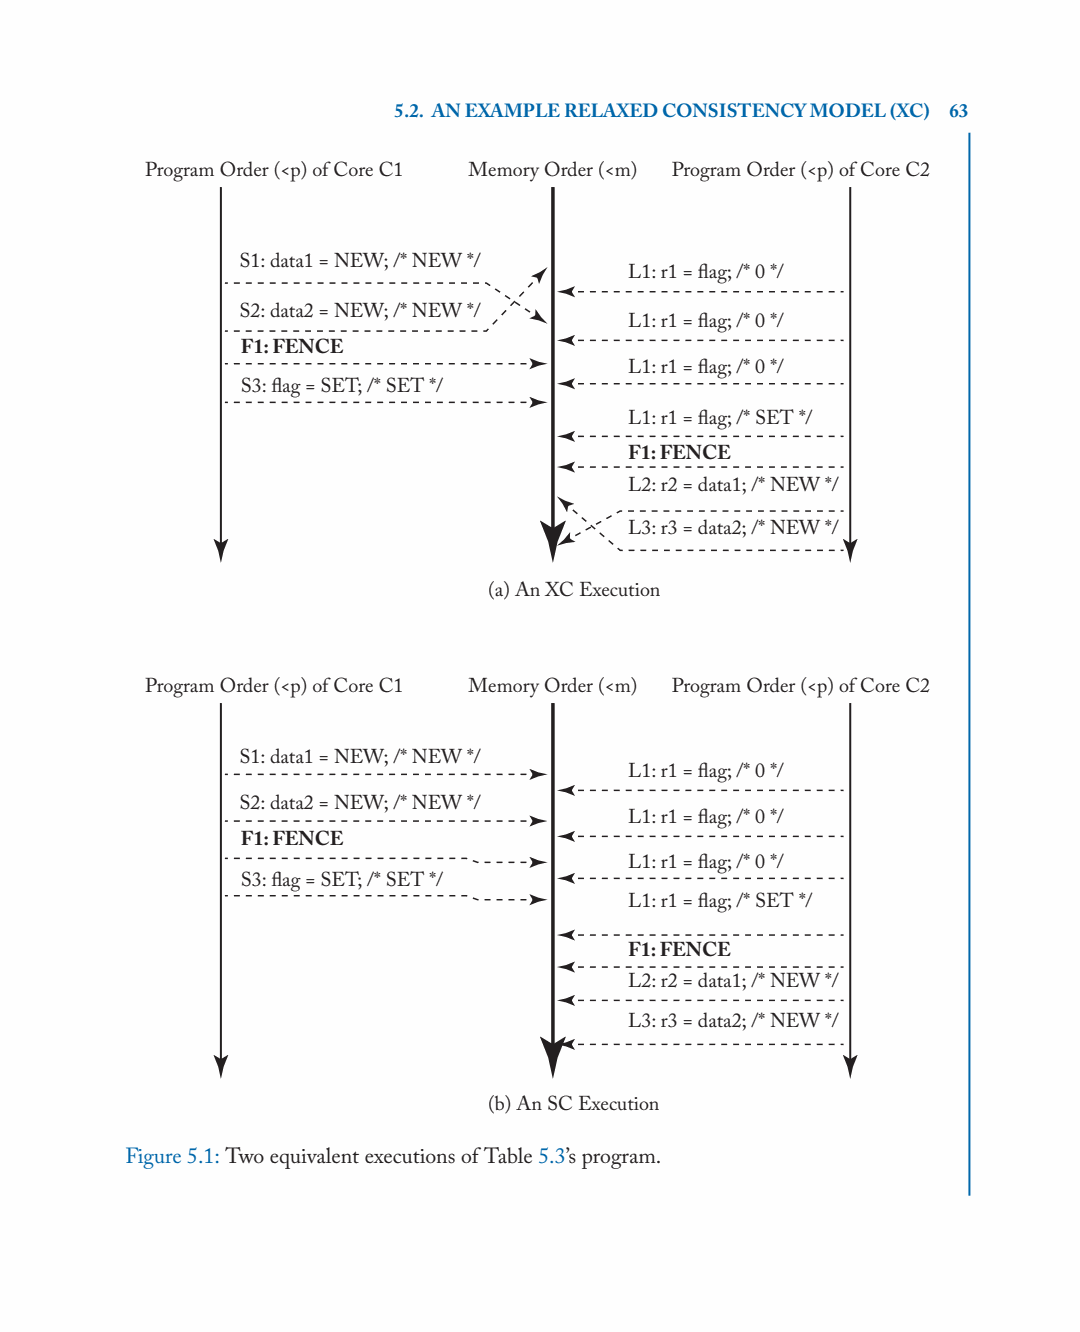 5.2. AN EXAMPLE RELAXED CONSISTENCY MODEL (XC) 63
Program Order (<p) of Core C1 Memory Order (<m) Program Order (<p) of Core C2
S1: data1 = NEW; /* NEW */
L1: r1 = flag; /* 0 */
S2: data2 = NEW; /* NEW */
L1: r1 = flag; /* 0 */
F1: FENCE
L1: r1 = flag; /* 0 */
S3: flag = SET; /* SET */
L1: r1 = flag; /* SET */
F1: FENCE
L2: r2 = data1; /* NEW */
L3: r3 = data2; /* NEW */
(a) An XC Execution
Program Order (<p) of Core C1 Memory Order (<m) Program Order (<p) of Core C2
S1: data1 = NEW; /* NEW */
L1: r1 = flag; /* 0 */
S2: data2 = NEW; /* NEW */
L1: r1 = flag; /* 0 */
F1: FENCE
L1: r1 = flag; /* 0 */
S3: flag = SET; /* SET */
L1: r1 = flag; /* SET */
F1: FENCE
L2: r2 = data1; /* NEW */
L3: r3 = data2; /* NEW */
(b) An SC Execution
Figure 5.1: Two equivalent executions of Table 5.3’s program.